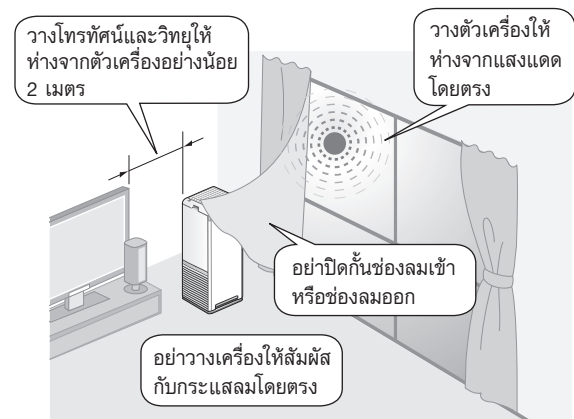 วางโทรทัศน์และวิทยุให้
ห่างจากตัวเครื่องอย่างน้อย
2 เมตร
วางตัวเครื่องให้
ห่างจากแสงแดด
โดยตรง
อย่าปิดกั้นช่องลมเข้า
หรือช่องลมออก
อย่าวางเครื่องให้สัมผัส
กับกระแสลมโดยตรง